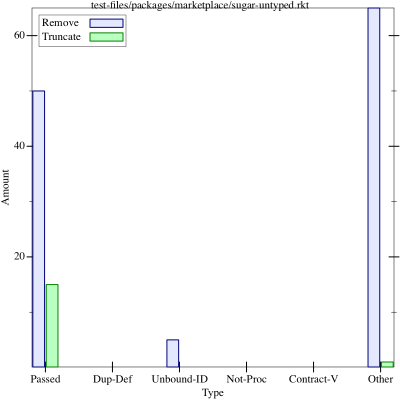 test-files/packages/marketplace/sugar-untyped.rkt
Remove
Truncate
60
40
20
Amount
Passed Dup-Def Unbound-ID Not-Proc Contract-V Other
Type